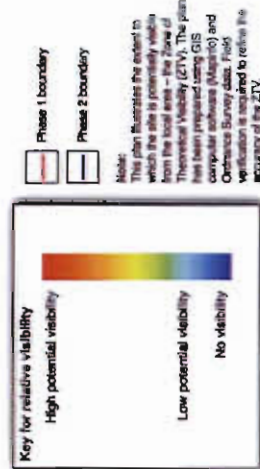 Key for relative visibility
High potential visibility
Low potential visibility
No visibility
Phase 1 boundary
Phase 2 boundary
Note:
This plan illustrates the extent to
which the site is potentially visible
from the local area – the Zone of
Theoretical Visibility (ZTV). The plan
has been prepared using GIS
computer software (MapInfo) and
Ordnance Survey data. Field
verification is required to refine the
accuracy of the ZTV.